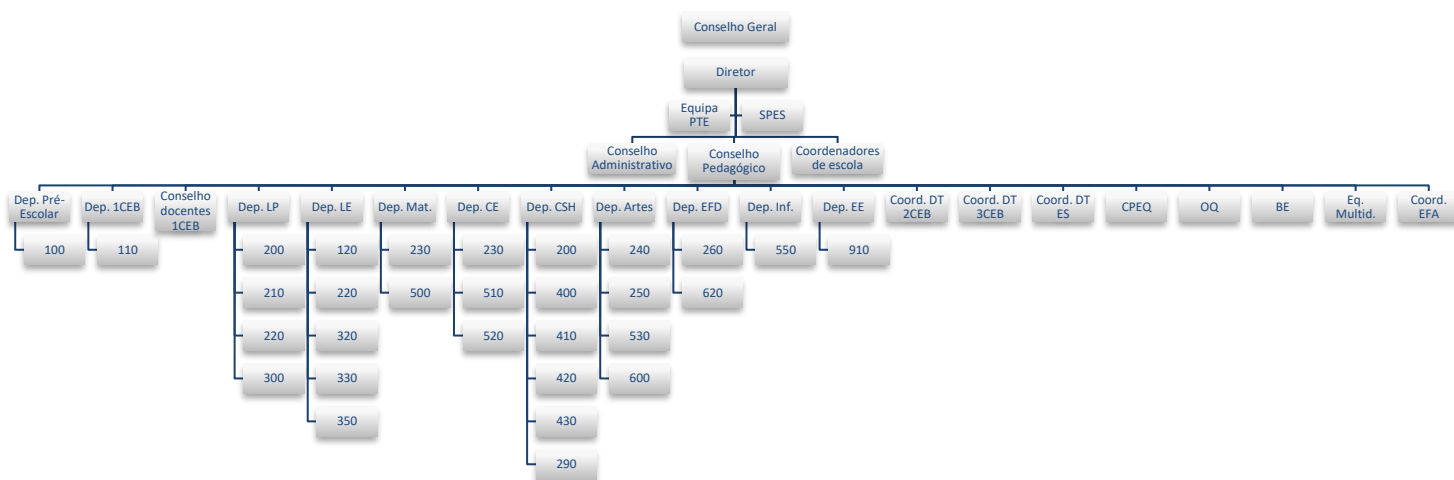 Conselho Geral
Diretor
Equipa
PTE
SPES
Conselho
Administrativo
Conselho
Pedagógico
Coordenadores
de escola
Dep. Pré-
Escolar
Dep. 1CEB
Conselho
docentes
1CEB
Dep. LP
Dep. LE
Dep. Mat.
Dep. CE
Dep. CSH
Dep. Artes
Dep. EFD
Dep. Inf.
Dep. EE
Coord. DT
2CEB
Coord. DT
3CEB
Coord. DT
ES
CPEQ
OQ
BE
Eq.
Multid.
Coord.
EFA
100
110
200
120
230
230
200
240
260
550
910
210
220
500
510
400
250
620
220
320
520
410
530
300
330
420
600
350
430
290